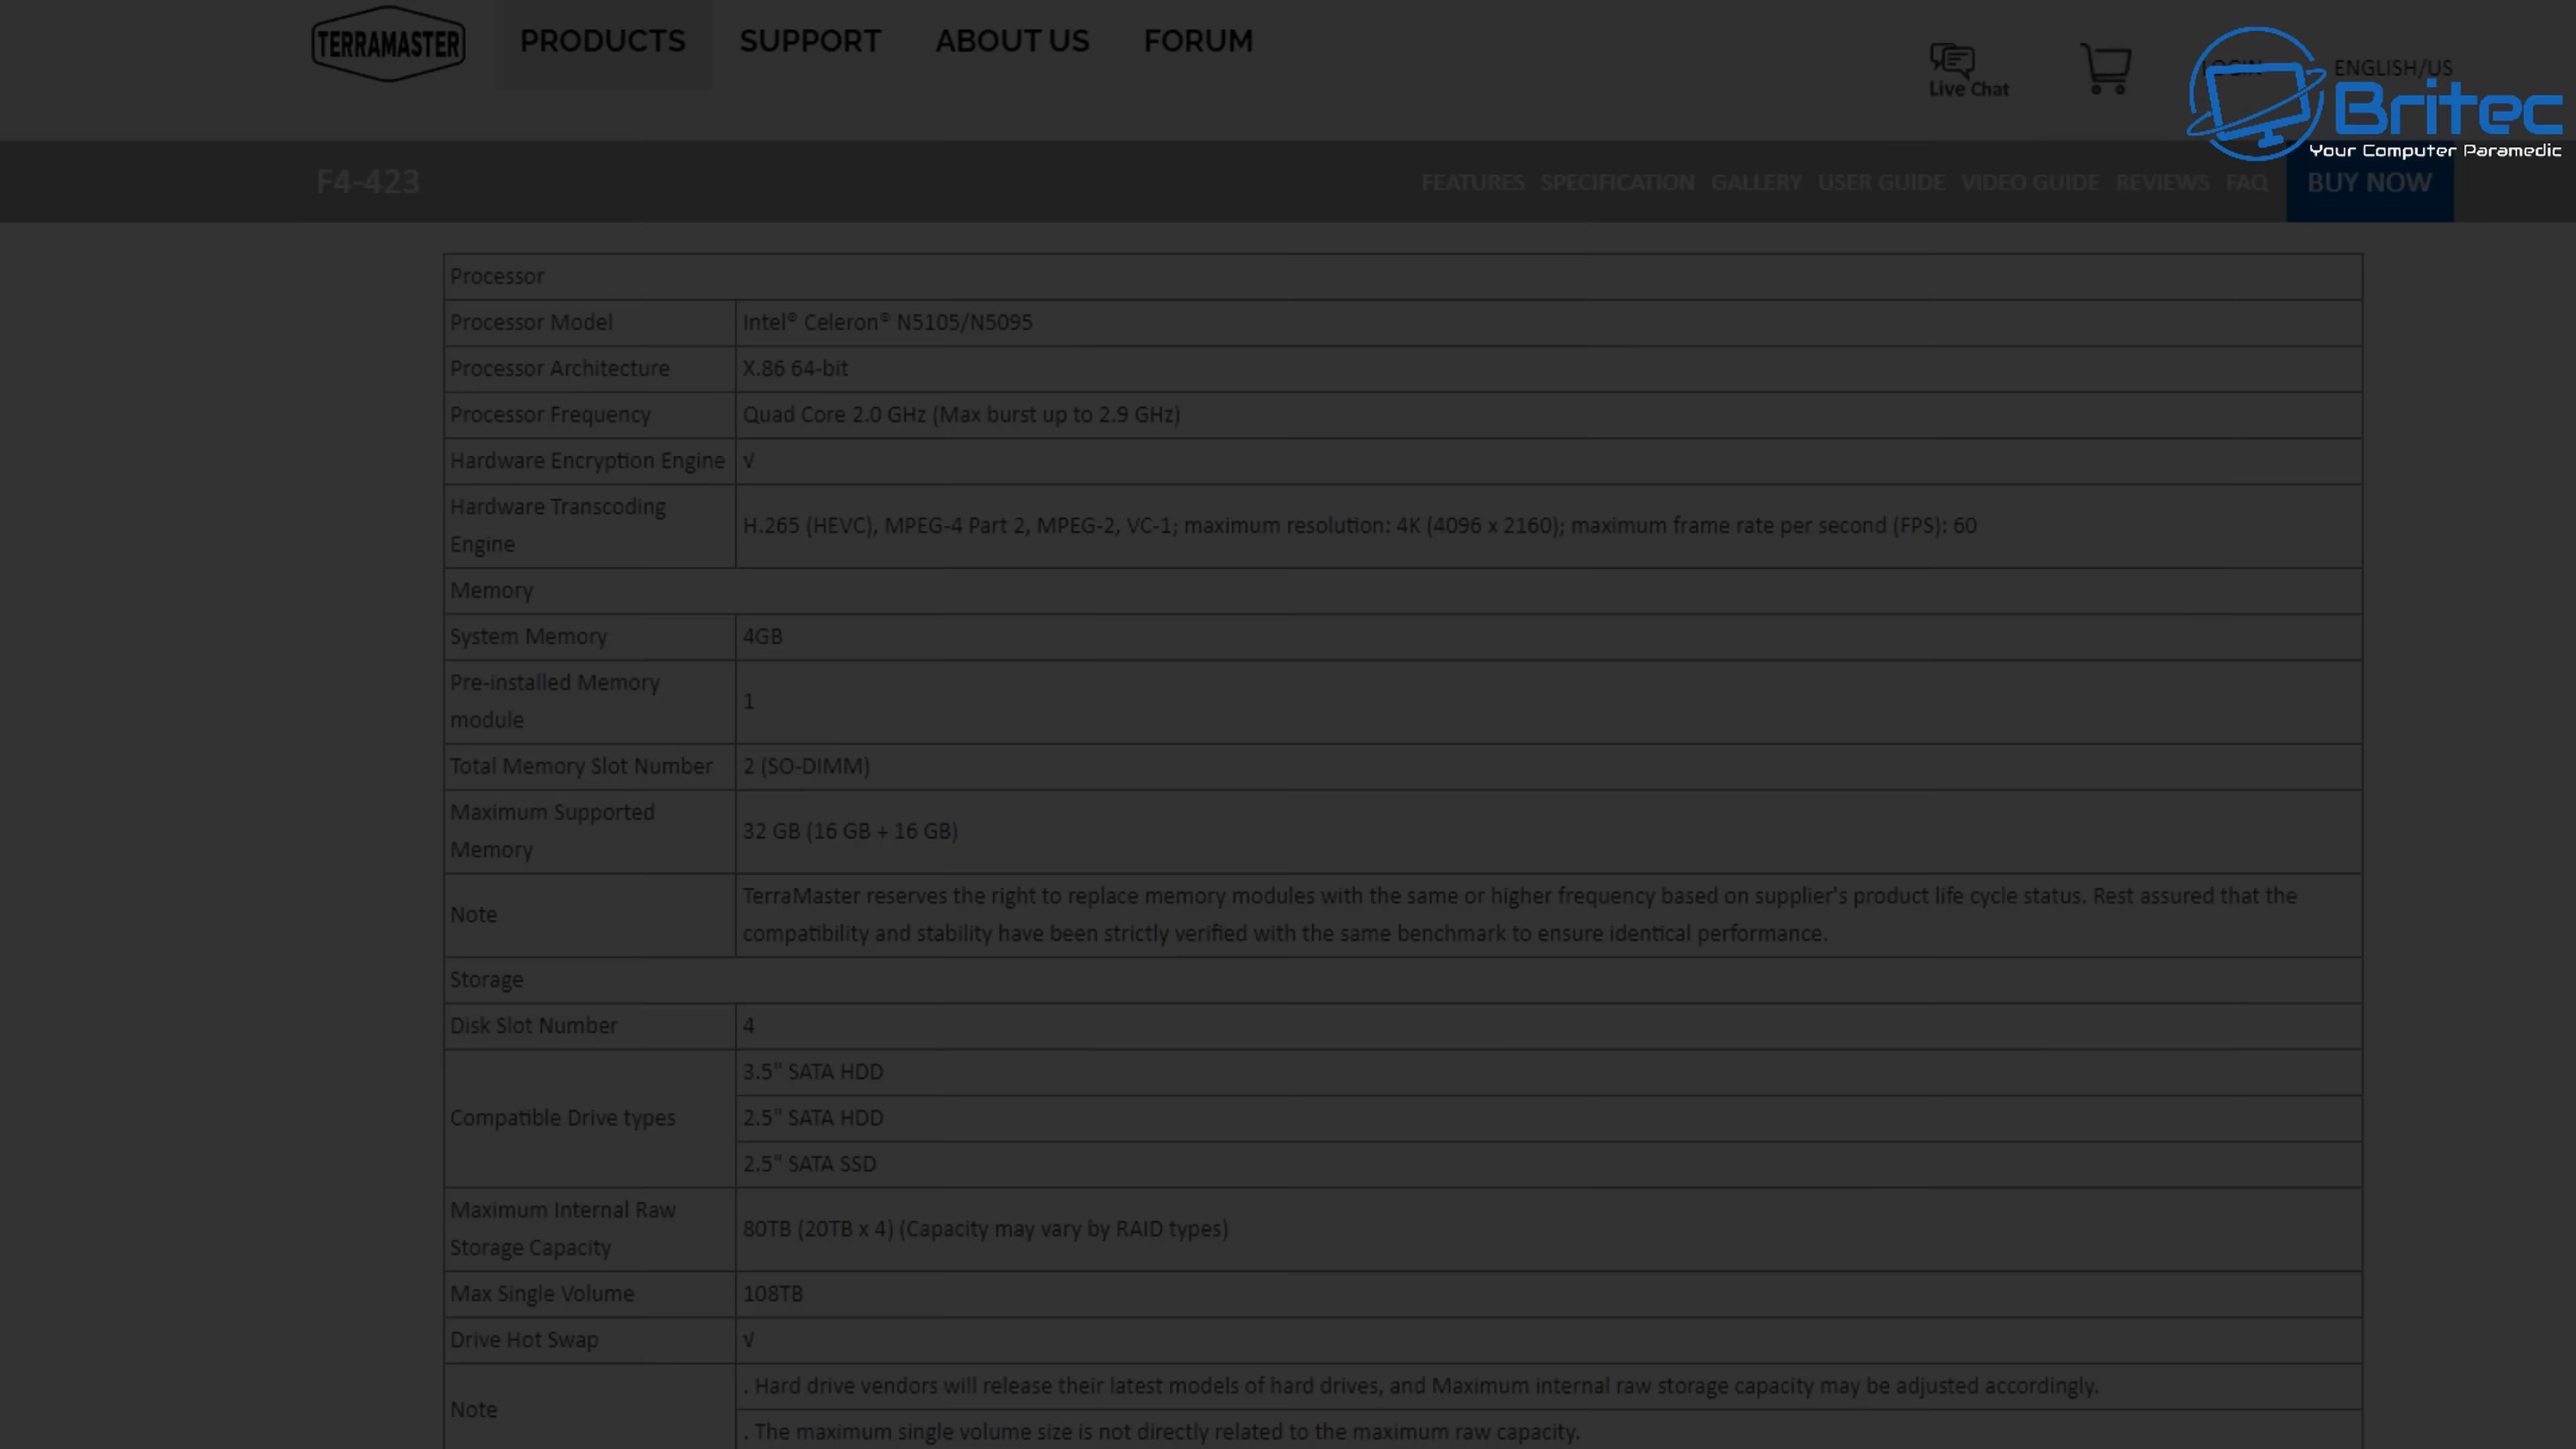 TERRAMASTER
PRODUCTS SUPPORT ABOUT US FORUM
Live Chat
LOGIN
ENGLISH/US
Britec
Your Computer Paramedic
F4-423
FEATURES SPECIFICATION GALLERY USER GUIDE VIDEO GUIDE REVIEWS FAQ BUY NOW
Processor
Processor Model Intel® Celeron® N5105/N5095
Processor Architecture X.86 64-bit
Processor Frequency Quad Core 2.0 GHz (Max burst up to 2.9 GHz)
Hardware Encryption Engine √
Hardware Transcoding
Engine
H.265 (HEVC), MPEG-4 Part 2, MPEG-2, VC-1; maximum resolution: 4K (4096 x 2160); maximum frame rate per second (FPS): 60
Memory
System Memory 4GB
Pre-installed Memory
module
1
Total Memory Slot Number 2 (SO-DIMM)
Maximum Supported
Memory
32 GB (16 GB + 16 GB)
Note
TerraMaster reserves the right to replace memory modules with the same or higher frequency based on supplier's product life cycle status. Rest assured that the
compatibility and stability have been strictly verified with the same benchmark to ensure identical performance.
Storage
Disk Slot Number 4
Compatible Drive types
3.5" SATA HDD
2.5" SATA HDD
2.5" SATA SSD
Maximum Internal Raw
Storage Capacity
80TB (20TB x 4) (Capacity may vary by RAID types)
Max Single Volume 108TB
Drive Hot Swap √
Note
. Hard drive vendors will release their latest models of hard drives, and Maximum internal raw storage capacity may be adjusted accordingly.
. The maximum single volume size is not directly related to the maximum raw capacity.